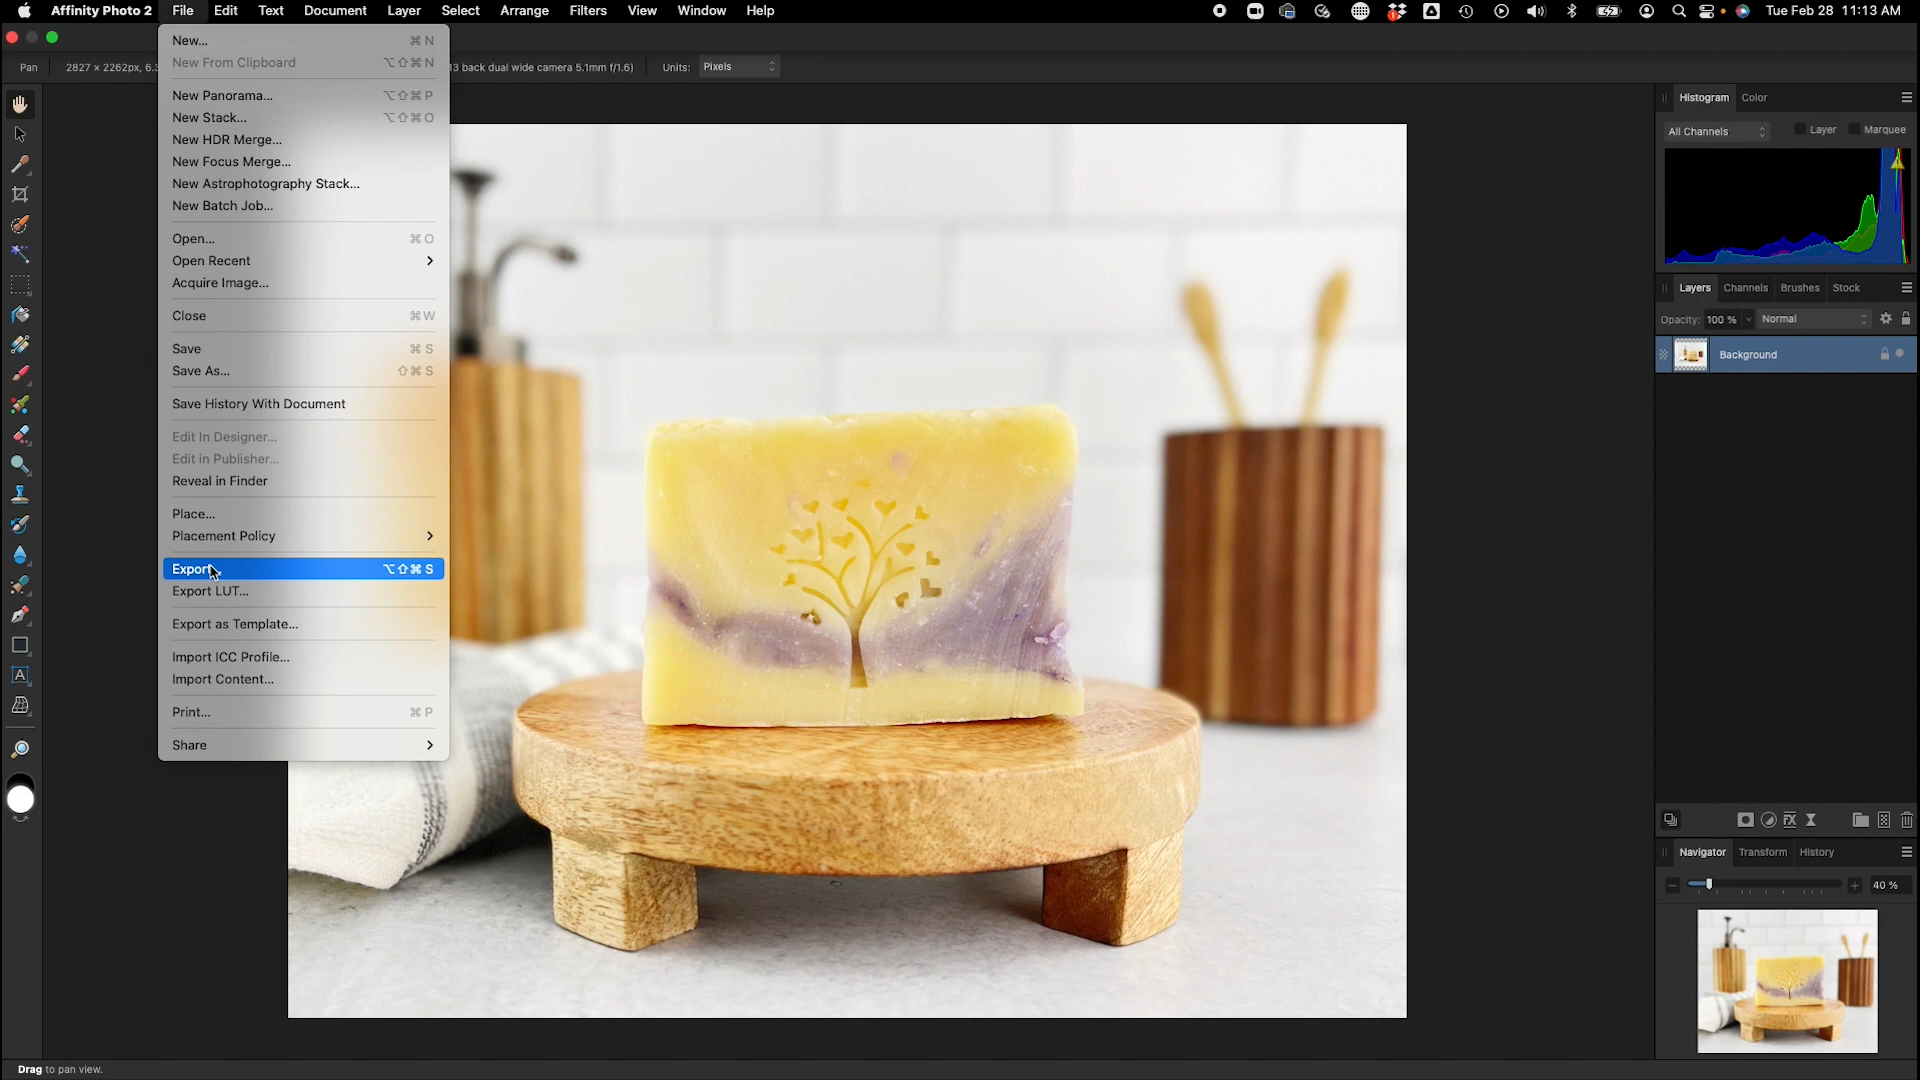 Affinity Photo 2 File Edit Text Document Layer Select Arrange Filters View Window Help Tue Feb 28 11:13 AM
Pan 2827 × 2262px, 6.3 13 back dual wide camera 5.1mm f/1.6) Units: Pixels
New... ⌘ N
New From Clipboard ⌥⇧⌘ N
New Panorama... ⌥⇧⌘ P
New Stack... ⌥⇧⌘ O
New HDR Merge...
New Focus Merge...
New Astrophotography Stack...
New Batch Job...
Open... ⌘ O
Open Recent
Acquire Image...
Close ⌘ W
Save ⌘ S
Save As... ⇧⌘ S
Save History With Document
Edit In Designer...
Edit in Publisher...
Reveal in Finder
Place...
Placement Policy
Export... ⌥⇧⌘ S
Export LUT...
Export as Template...
Import ICC Profile...
Import Content...
Print... ⌘ P
Share
Histogram Color
All Channels Layer Marquee
Layers Channels Brushes Stock
Opacity: 100 % Normal
Background
Navigator Transform History
40 %
Drag to pan view.